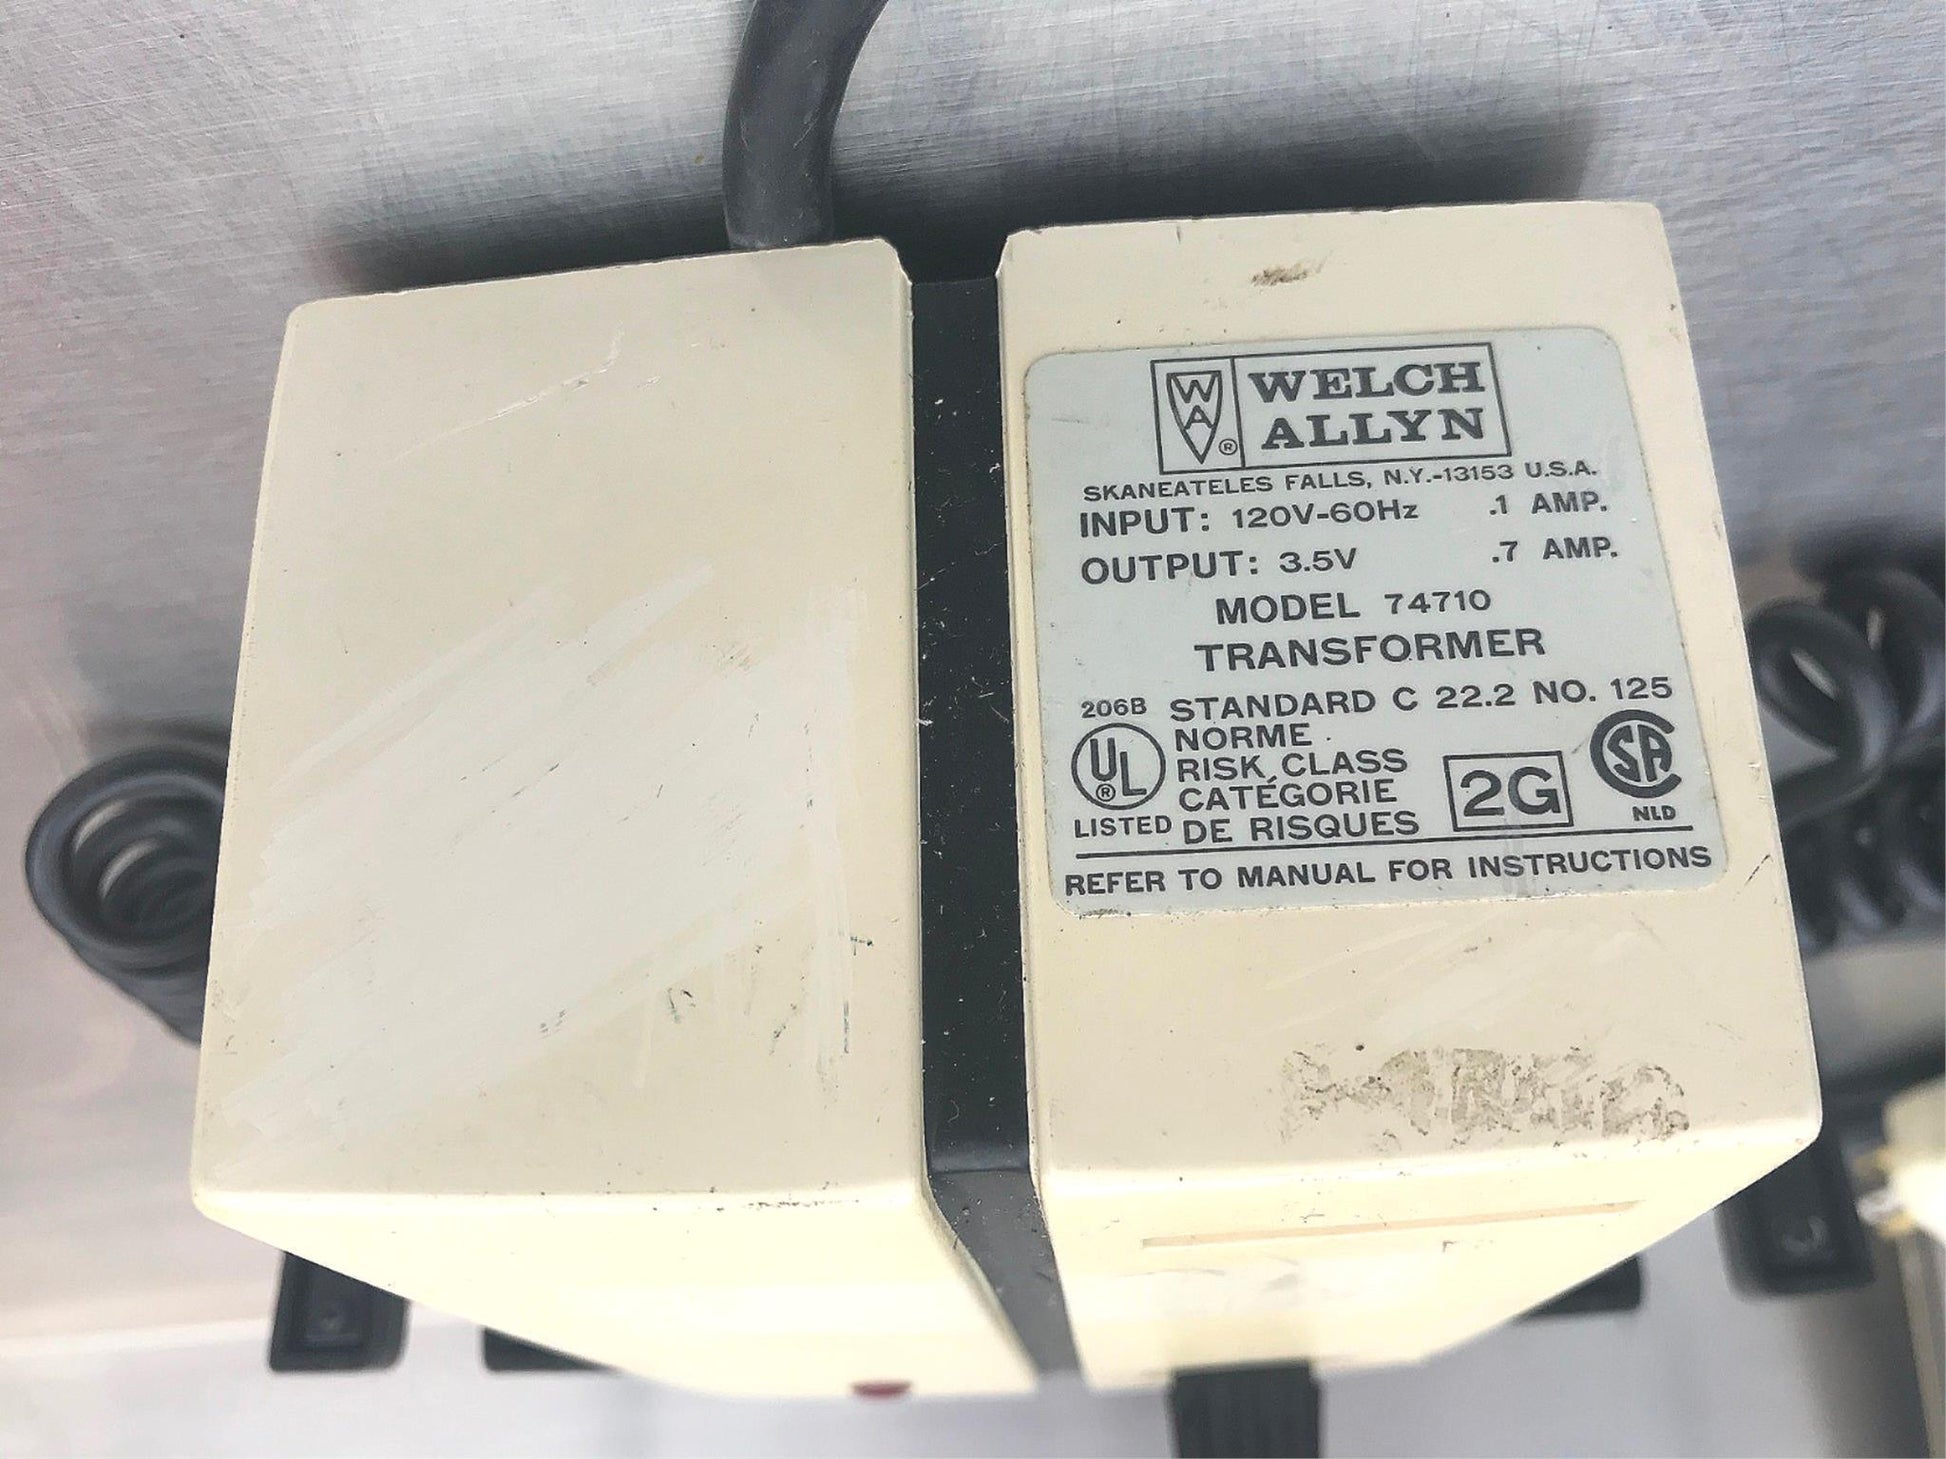 WA®
WELCH
ALLYN
SKANEATELES FALLS, N.Y.-13153 U.S.A.
INPUT: 120V-60Hz .1 AMP.
OUTPUT: 3.5V .7 AMP.
MODEL 74710
TRANSFORMER
206B STANDARD C 22.2 NO. 125
NORME
RISK CLASS
CATÉGORIE
DE RISQUES
UL®
LISTED
2G
SA
NLD
REFER TO MANUAL FOR INSTRUCTIONS